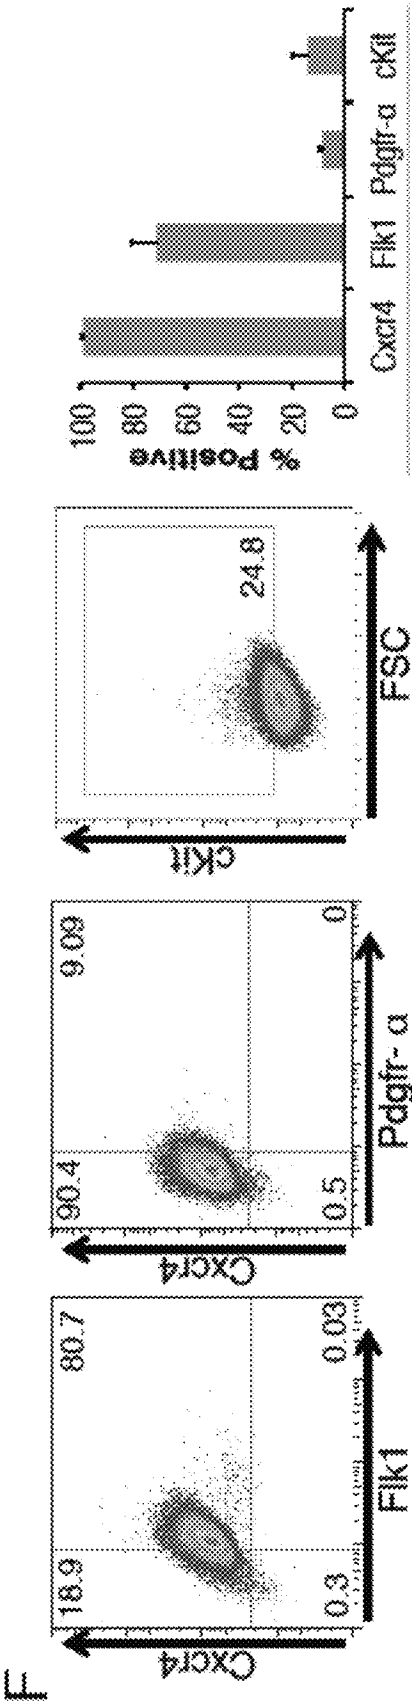 F
Cxcr4
18.9
80.7
0.3
0.03
Flk1
Cxcr4
90.4
9.09
0.5
0
Pdgfr- α
cKit
24.8
FSC
% Positive
100
80
60
40
20
0
Cxcr4 Flk1 Pdgfr-α cKit